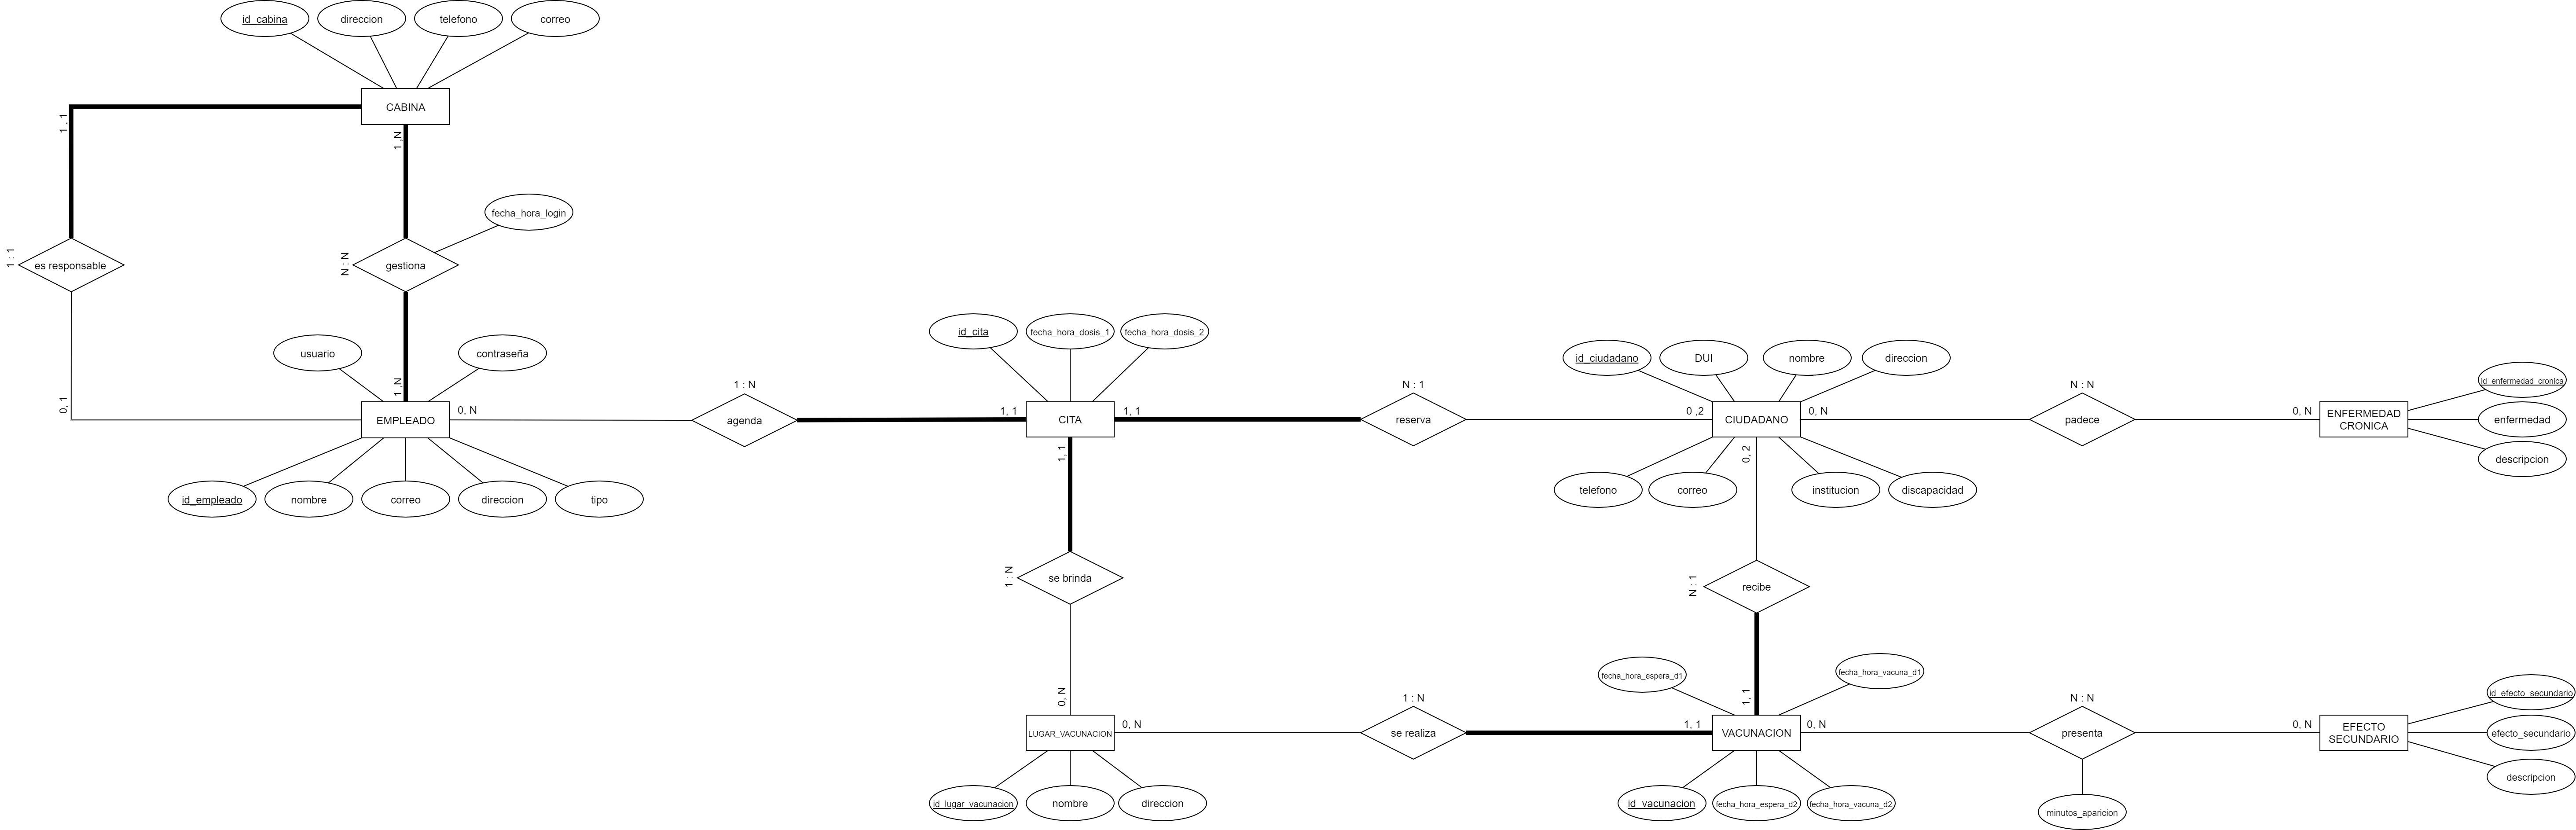 id_cabina
direccion
telefono
correo
CABINA
1, 1
1,N
fecha_hora_login
1 : 1
es responsable
N : N
gestiona
usuario
contraseña
0, 1
1,N
EMPLEADO
0, N
id_empleado
nombre
correo
direccion
tipo
1 : N
agenda
id_cita
fecha_hora_dosis_1
fecha_hora_dosis_2
1, 1
CITA
1, 1
1, 1
N : 1
reserva
id_ciudadano
DUI
nombre
direccion
0 ,2
CIUDADANO
0, N
0, 2
telefono
correo
institucion
discapacidad
N : N
padece
0, N
ENFERMEDAD
CRONICA
id_enfermedad_cronica
enfermedad
descripcion
1 : N
se brinda
N : 1
recibe
0, N
LUGAR_VACUNACION
0, N
id_lugar_vacunacion
nombre
direccion
1 : N
se realiza
fecha_hora_espera_d1
fecha_hora_vacuna_d1
1, 1
1, 1
VACUNACION
0, N
id_vacunacion
fecha_hora_espera_d2
fecha_hora_vacuna_d2
N : N
presenta
minutos_aparicion
0, N
EFECTO
SECUNDARIO
id_efecto_secundario
efecto_secundario
descripcion